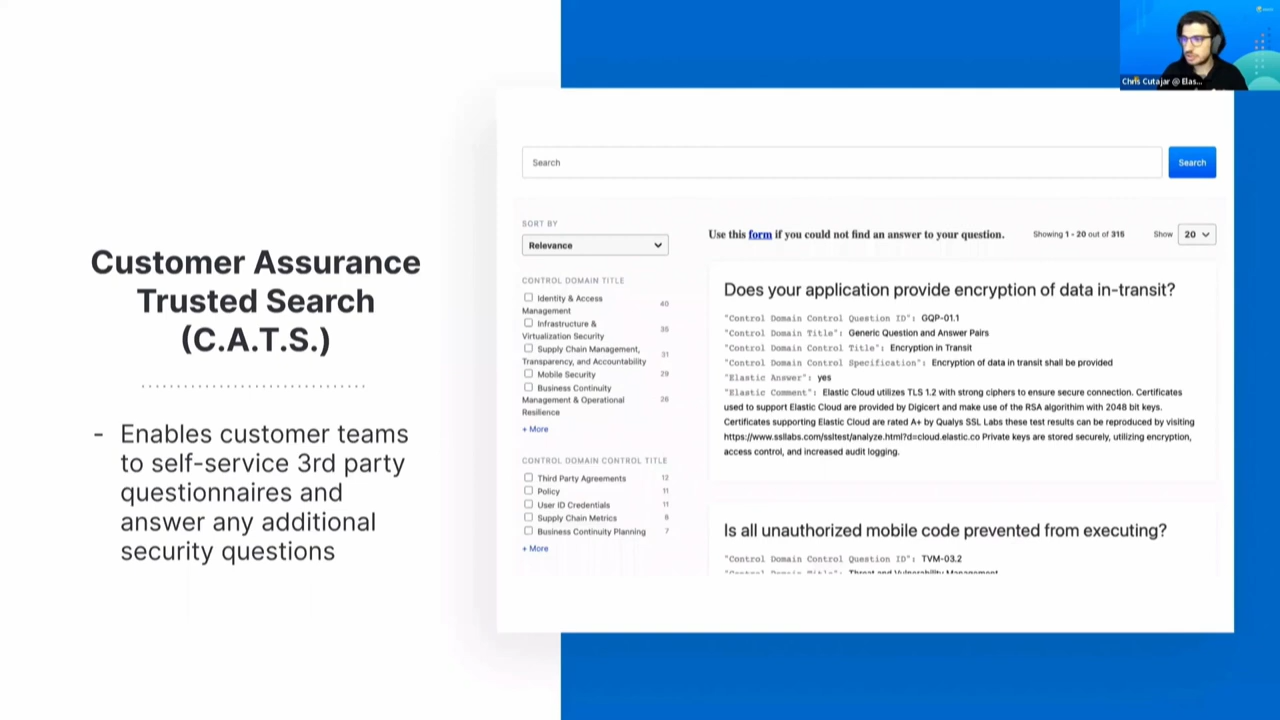 Chris Cutajar @ Elas...
Customer Assurance
Trusted Search
(C.A.T.S.)
- Enables customer teams
to self-service 3rd party
questionnaires and
answer any additional
security questions
Search
Search
SORT BY
Relevance
CONTROL DOMAIN TITLE
Identity & Access
Management
40
Infrastructure &
Virtualization Security
35
Supply Chain Management,
Transparency, and Accountability
31
Mobile Security 29
Business Continuity
Management & Operational
Resilience
26
+ More
CONTROL DOMAIN CONTROL TITLE
Third Party Agreements 12
Policy 11
User ID Credentials 11
Supply Chain Metrics 8
Business Continuity Planning 7
+ More
Use this form if you could not find an answer to your question.
Showing 1 - 20 out of 315
Show 20
Does your application provide encryption of data in-transit?
"Control Domain Control Question ID": GQP-01.1
"Control Domain Title": Generic Question and Answer Pairs
"Control Domain Control Title": Encryption in Transit
"Control Domain Control Specification": Encryption of data in transit shall be provided
"Elastic Answer": yes
"Elastic Comment": Elastic Cloud utilizes TLS 1.2 with strong ciphers to ensure secure connection. Certificates
used to support Elastic Cloud are provided by Digicert and make use of the RSA algorithim with 2048 bit keys.
Certificates supporting Elastic Cloud are rated A+ by Qualys SSL Labs these test results can be reproduced by visiting
https://www.ssllabs.com/ssltest/analyze.html?d=cloud.elastic.co Private keys are stored securely, utilizing encryption,
access control, and increased audit logging.
Is all unauthorized mobile code prevented from executing?
"Control Domain Control Question ID": TVM-03.2
"Control Domain Title": Threat and Vulnerability Management